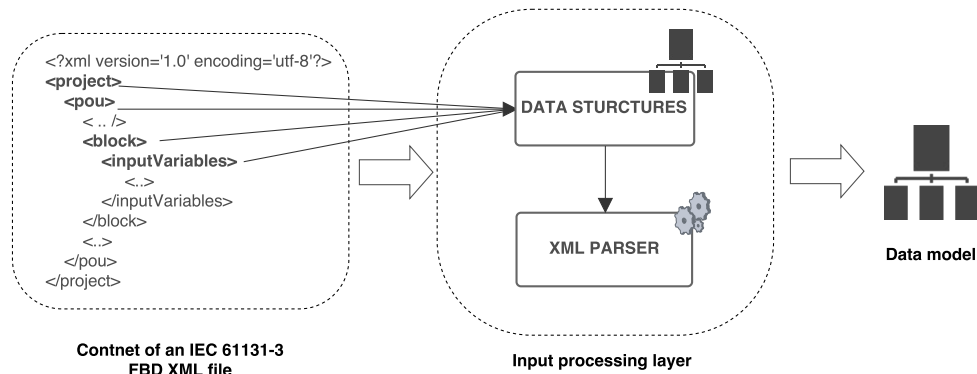 <?xml version='1.0' encoding='utf-8'?>
<project>
<pou>
< .. />
<block>
<inputVariables>
<..>
</inputVariables>
</block>
<..>
</pou>
</project>
Contnet of an IEC 61131-3
FBD XML file
DATA STURCTURES
XML PARSER
Input processing layer
Data model